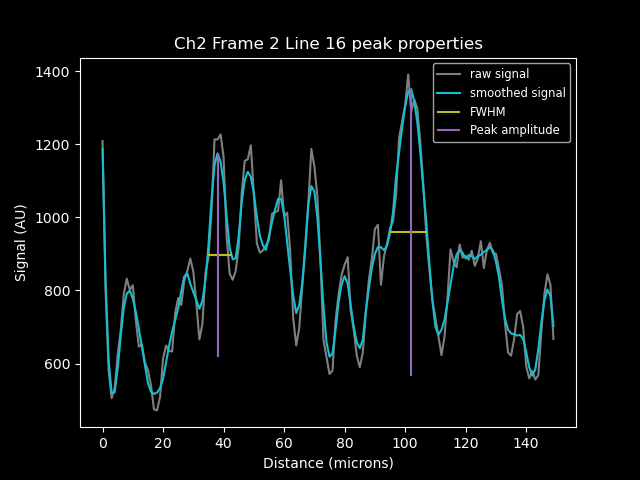 Ch2 Frame 2 Line 16 peak properties
raw signal
smoothed signal
FWHM
Peak amplitude
Signal (AU)
1400
1200
1000
800
600
0 20 40 60 80 100 120 140
Distance (microns)